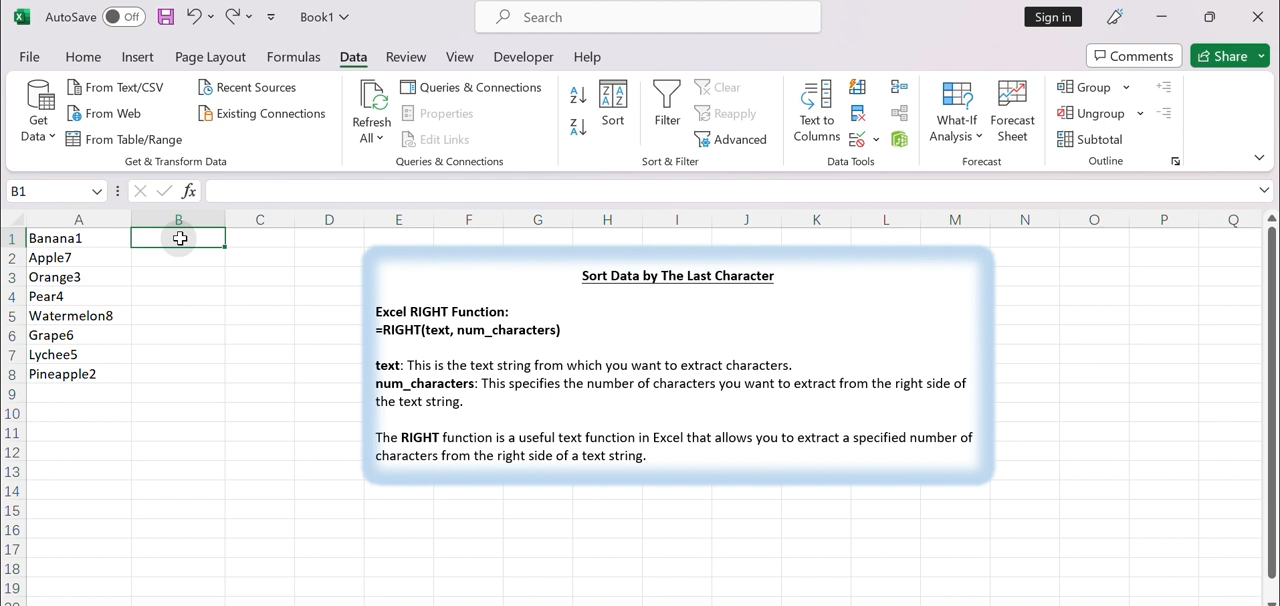 AutoSave Off Book1 Search Sign in
File Home Insert Page Layout Formulas Data Review View Developer Help Comments Share
Get Data
From Text/CSV
From Web
From Table/Range
Recent Sources
Existing Connections
Get & Transform Data
Refresh All
Queries & Connections
Properties
Edit Links
Queries & Connections
Sort
Filter
Clear
Reapply
Advanced
Sort & Filter
Text to Columns
Data Tools
What-If Analysis
Forecast Sheet
Forecast
Group
Ungroup
Subtotal
Outline
B1 fx
A B C D E F G H I J K L M N O P Q
1 Banana1
2 Apple7
3 Orange3
4 Pear4
5 Watermelon8
6 Grape6
7 Lychee5
8 Pineapple2
9
10
11
12
13
14
15
16
17
18
19
Sort Data by The Last Character
Excel RIGHT Function:
=RIGHT(text, num_characters)
text: This is the text string from which you want to extract characters.
num_characters: This specifies the number of characters you want to extract from the right side of
the text string.
The RIGHT function is a useful text function in Excel that allows you to extract a specified number of
characters from the right side of a text string.